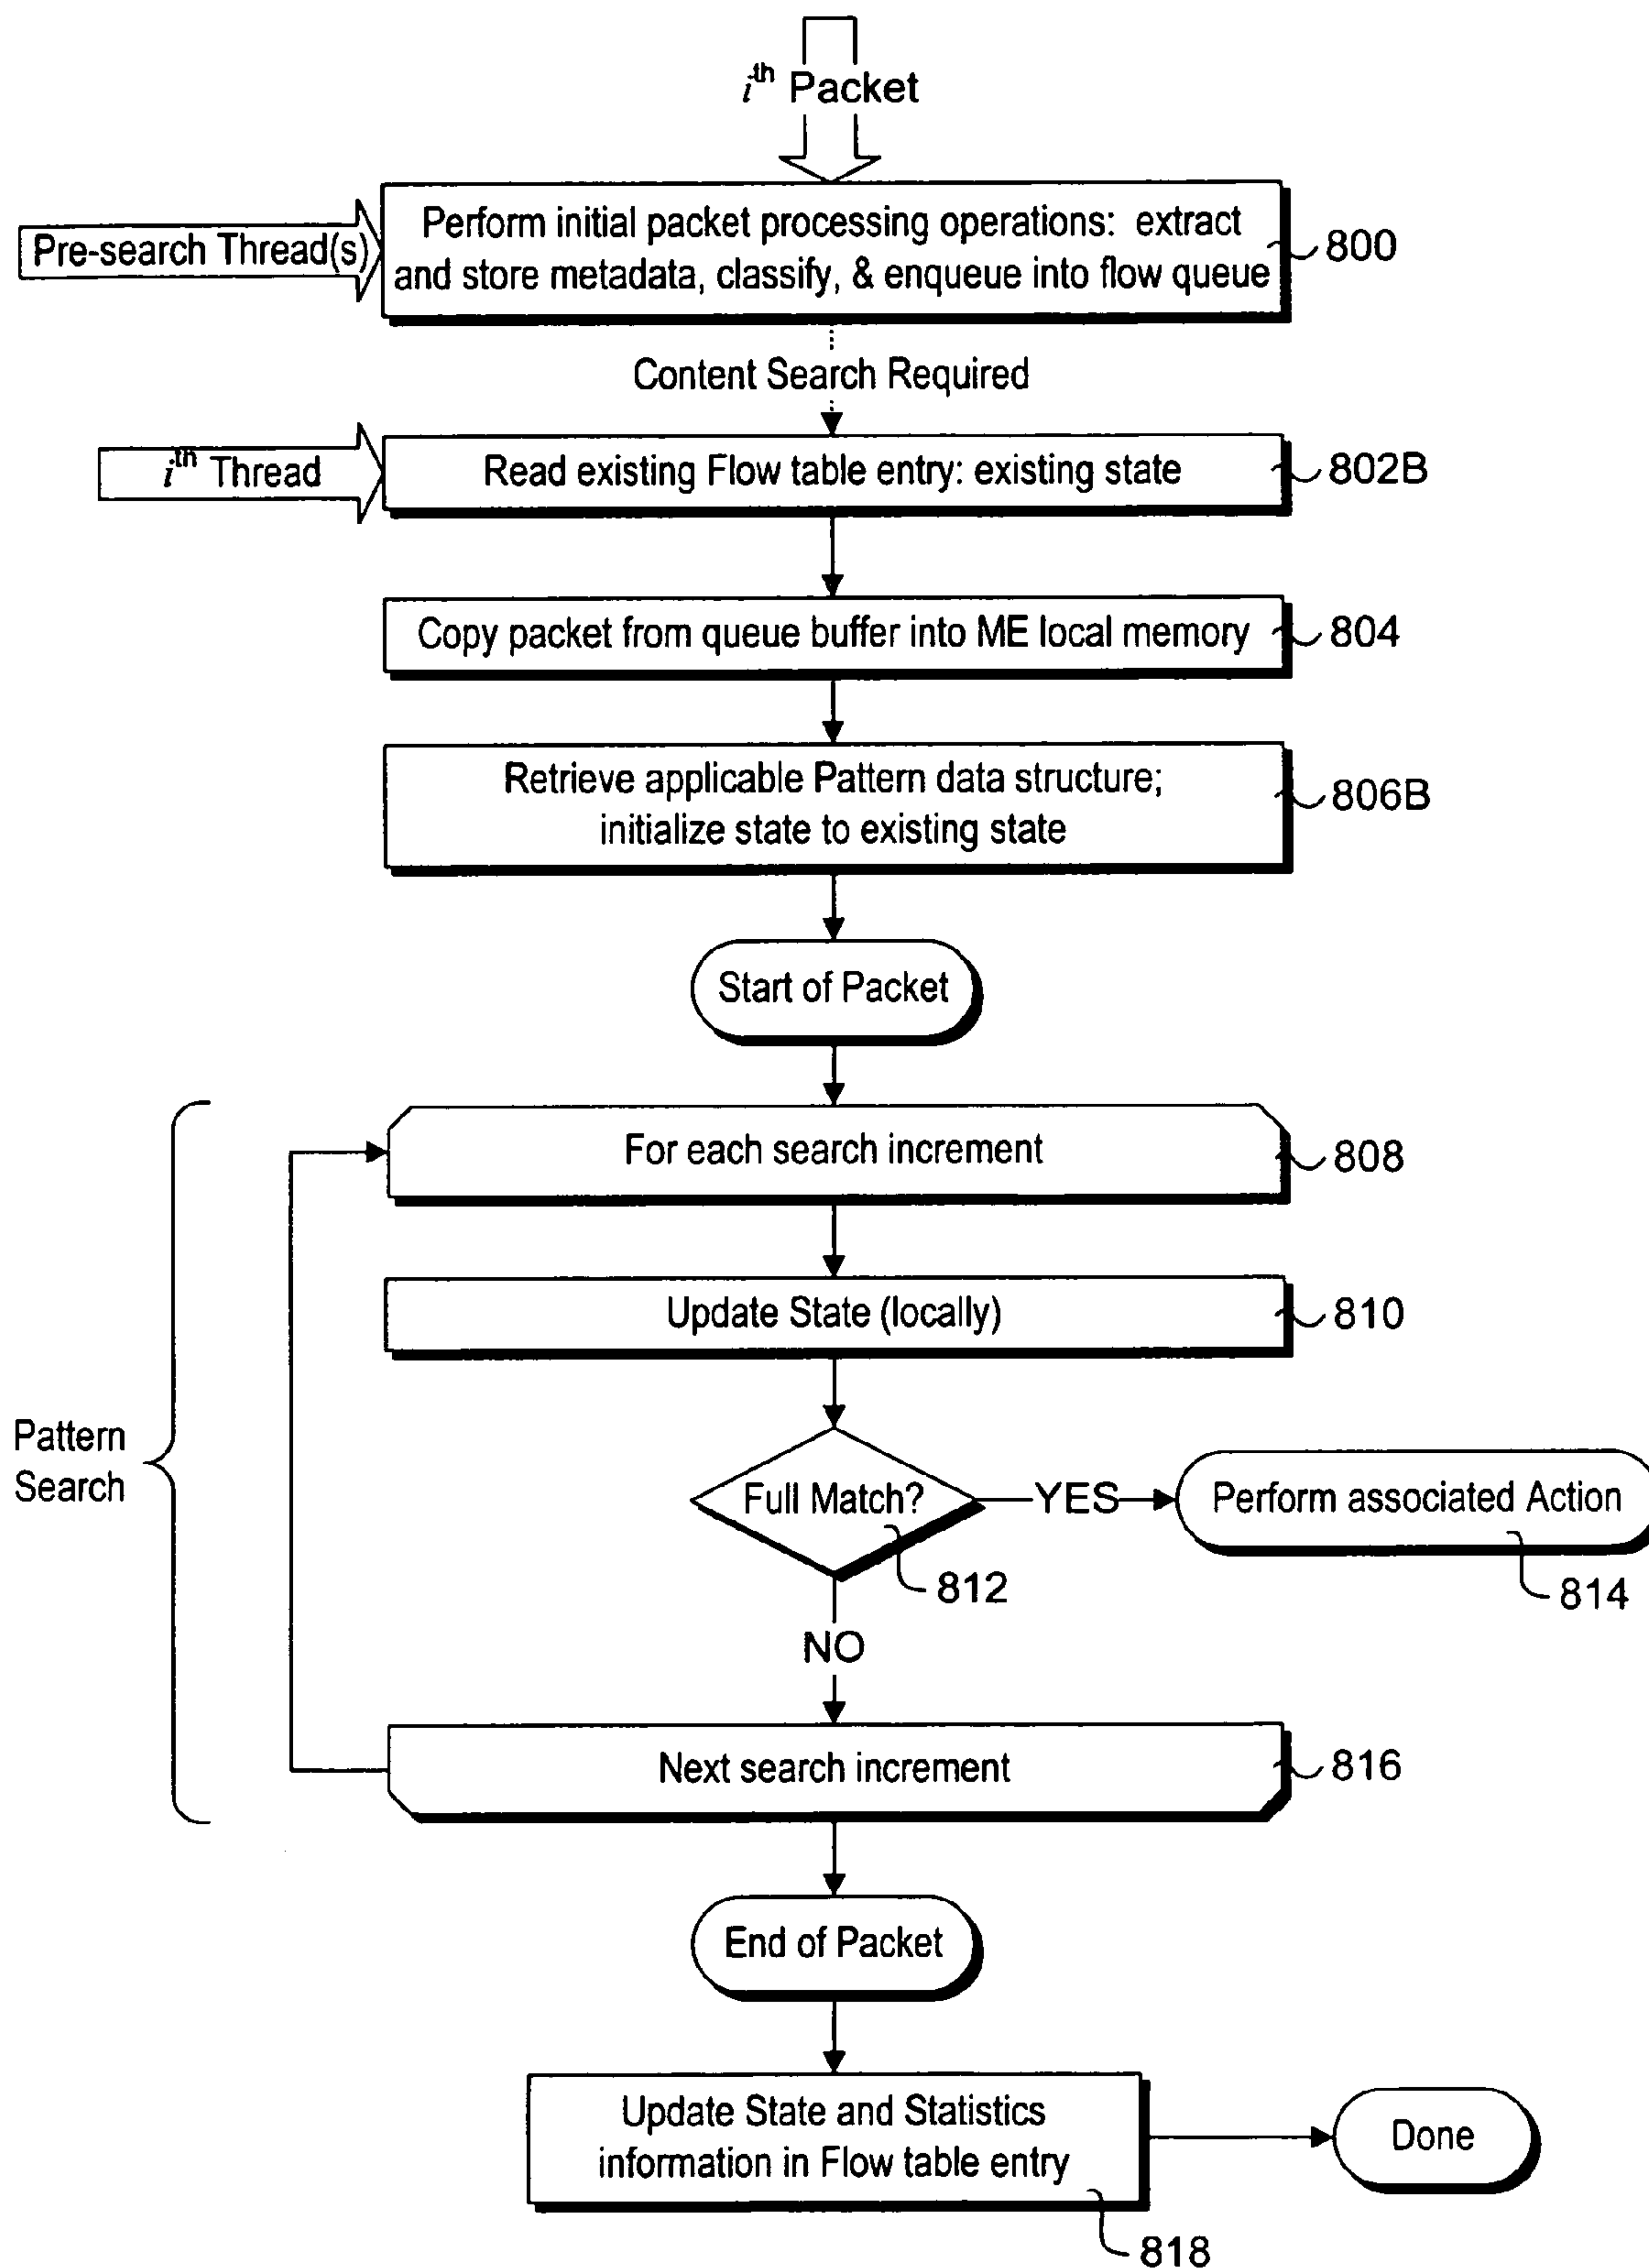 i th Packet
Pre-search Thread(s)
Perform initial packet processing operations: extract
and store metadata, classify, & enqueue into flow queue
800
Content Search Required
i th Thread
Read existing Flow table entry: existing state
802B
Copy packet from queue buffer into ME local memory
804
Retrieve applicable Pattern data structure;
initialize state to existing state
806B
Start of Packet
For each search increment
808
Update State (locally)
810
Pattern
Search
Full Match?
YES
Perform associated Action
812
814
NO
Next search increment
816
End of Packet
Update State and Statistics
information in Flow table entry
Done
818